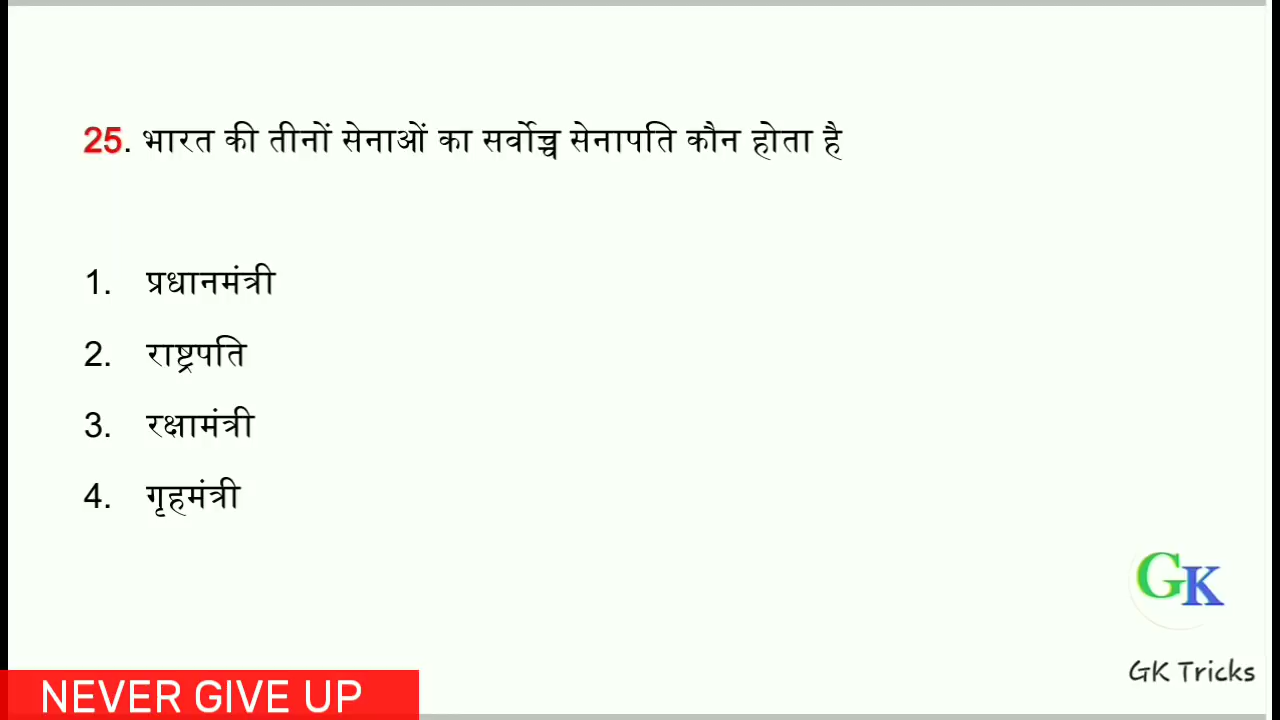 25. भारत की तीनों सेनाओं का सर्वोच्च सेनापति कौन होता है
1. प्रधानमंत्री
2. राष्ट्रपति
3. रक्षामंत्री
4. गृहमंत्री
GK
GK Tricks
NEVER GIVE UP